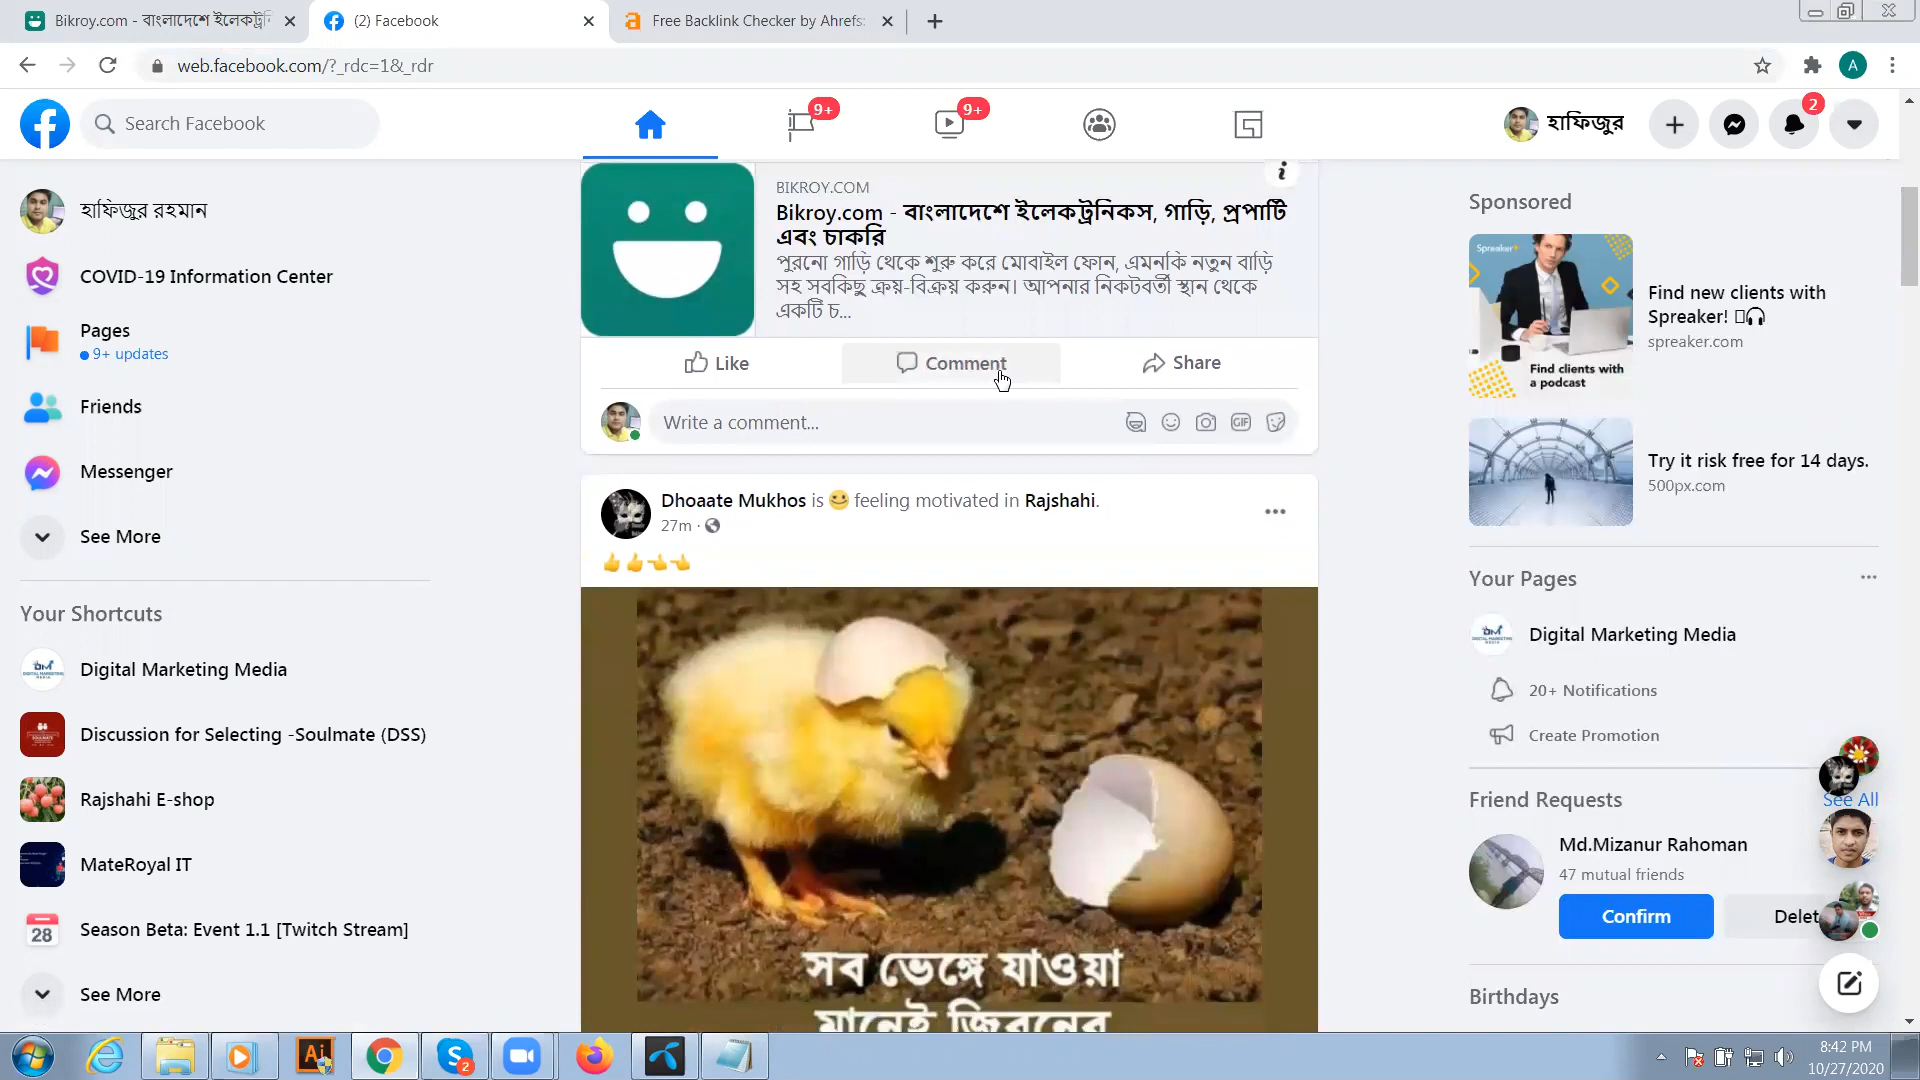 Bikroy.com - বাংলাদেশে ইলেকট্রনি
(2) Facebook
Free Backlink Checker by Ahrefs:
web.facebook.com/?_rdc=1&_rdr
A
Search Facebook
9+
9+
হাফিজুর
2
হাফিজুর রহমান
COVID-19 Information Center
Pages
9+ updates
Friends
Messenger
See More
Your Shortcuts
Digital Marketing Media
Discussion for Selecting -Soulmate (DSS)
Rajshahi E-shop
MateRoyal IT
28
Season Beta: Event 1.1 [Twitch Stream]
See More
BIKROY.COM
Bikroy.com - বাংলাদেশে ইলেকট্রনিকস, গাড়ি, প্রপার্টি
এবং চাকরি
পুরনো গাড়ি থেকে শুরু করে মোবাইল ফোন, এমনকি নতুন বাড়ি
সহ সবকিছু ক্রয়-বিক্রয় করুন। আপনার নিকটবর্তী স্থান থেকে
একটি চ...
Like
Comment
Share
Write a comment...
GIF
Dhoaate Mukhos is feeling motivated in Rajshahi.
27m ·
সব ভেঙ্গে যাওয়া
মানেই জিবনের
Sponsored
Spreaker
Find clients with
a podcast
Find new clients with
Spreaker!
spreaker.com
Try it risk free for 14 days.
500px.com
Your Pages
Digital Marketing Media
20+ Notifications
Create Promotion
Friend Requests
See All
Md.Mizanur Rahoman
47 mutual friends
Confirm
Delet
Birthdays
Ai
2
8:42 PM
10/27/2020